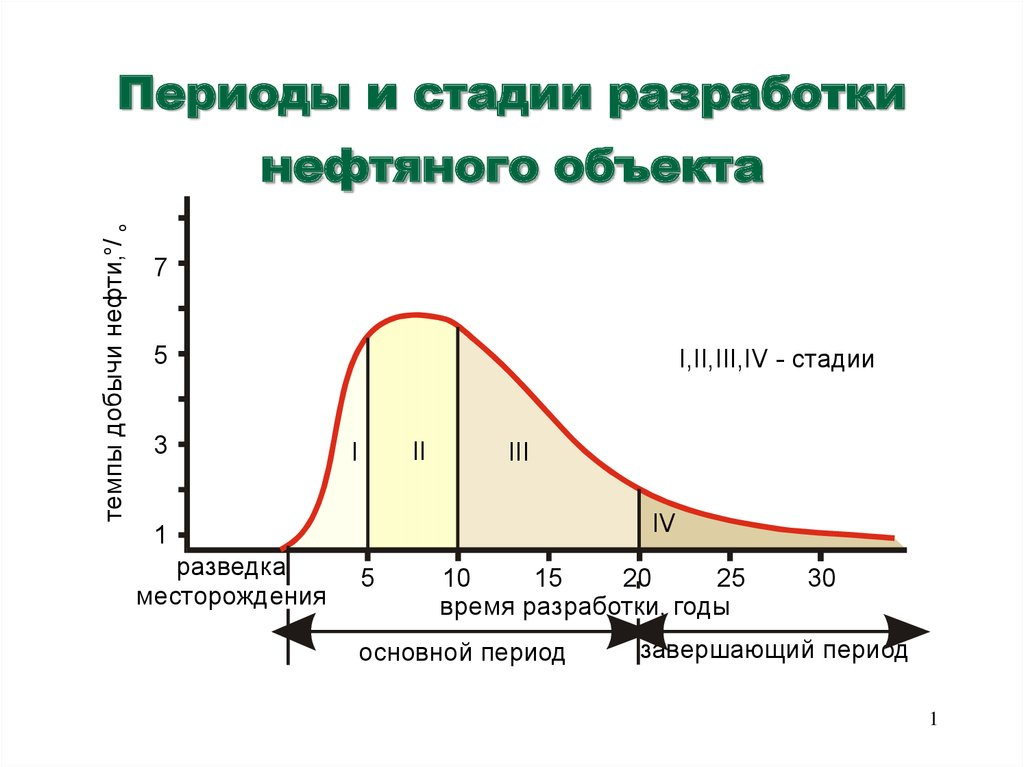 Периоды и стадии разработки
нефтяного объекта
темпы добычи нефти,°/°
7
5
3
1
I,II,III,IV - стадии
I
II
III
IV
разведка
месторождения
5
10
15
20
25
30
время разработки, годы
основной период
завершающий период
1